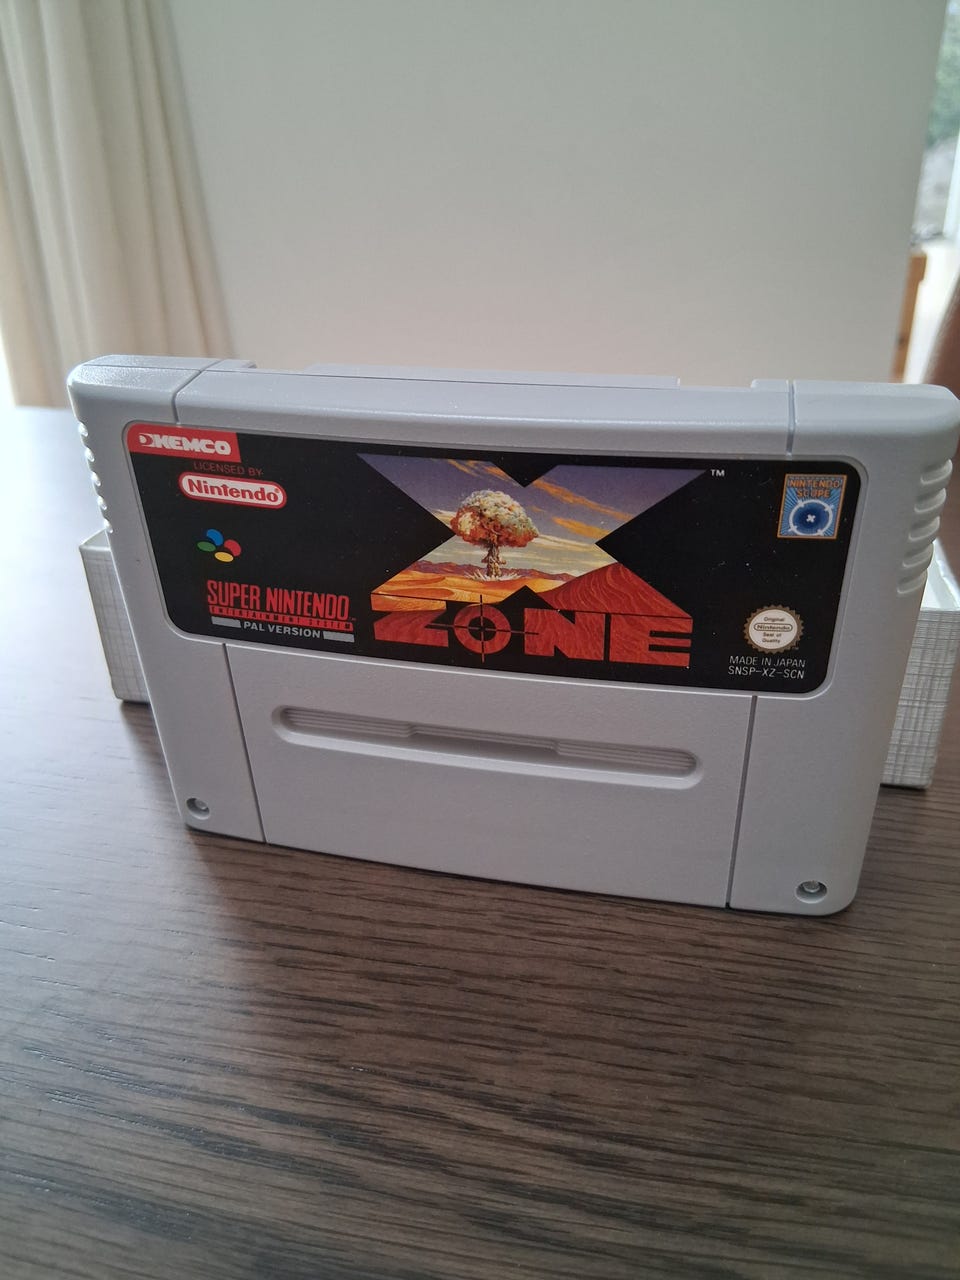 KEMCO
LICENSED BY
Nintendo
SUPER NINTENDO
ENTERTAINMENT SYSTEM
PAL VERSION
X
ZONE
TM
NINTENDO
SCOPE
Original
Nintendo
Seal of
Quality
MADE IN JAPAN
SNSP-XZ-SCN